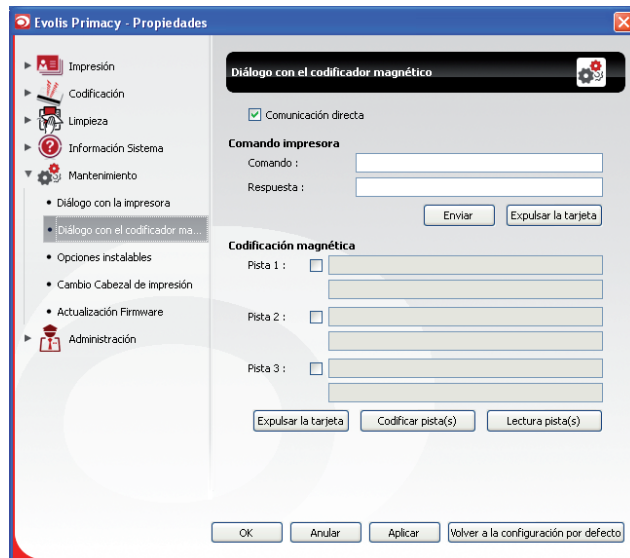 Evolis Primacy - Propiedades
Impresión
Codificación
Limpieza
Información Sistema
Mantenimiento
Diálogo con la impresora
Diálogo con el codificador ma...
Opciones instalables
Cambio Cabezal de impresión
Actualización Firmware
Administración
Diálogo con el codificador magnético
Comunicación directa
Comando impresora
Comando :
Respuesta :
Enviar Expulsar la tarjeta
Codificación magnética
Pista 1 :
Pista 2 :
Pista 3 :
Expulsar la tarjeta Codificar pista(s) Lectura pista(s)
OK Anular Aplicar Volver a la configuración por defecto